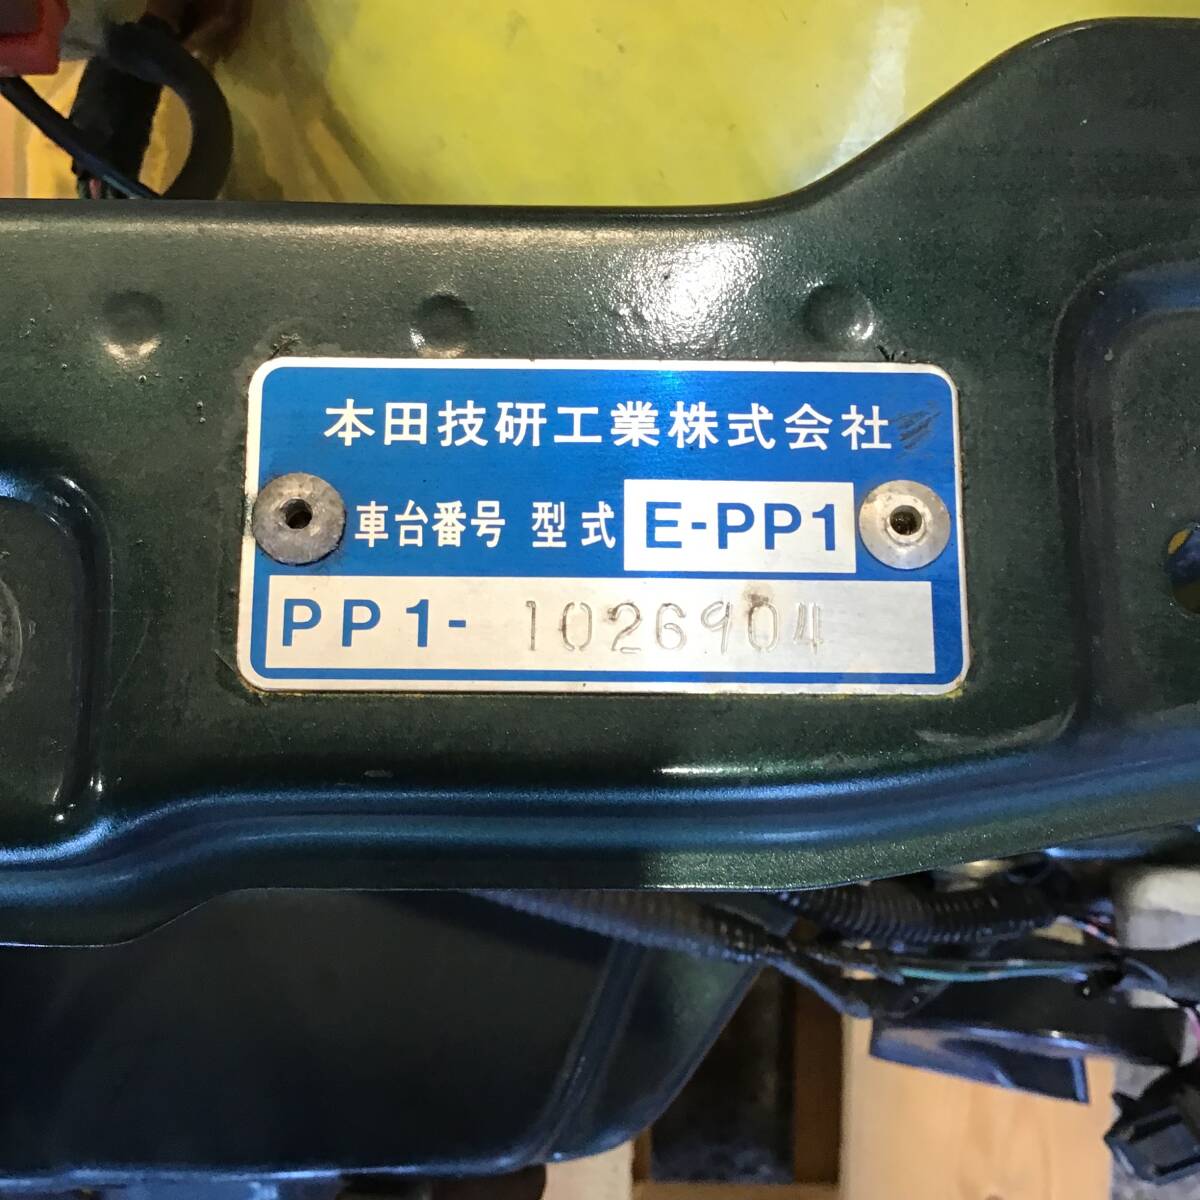 本田技研工業株式会社
車台番号 型式 E-PP1
PP1- 1026904